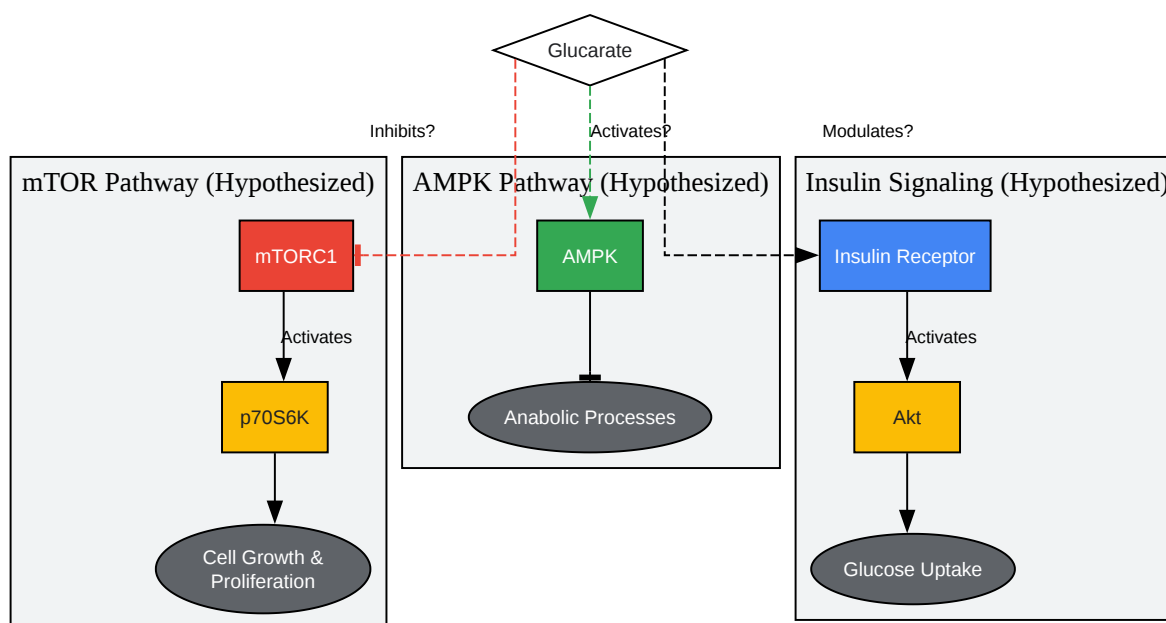 Glucarate
Inhibits?
Activates?
Modulates?
mTOR Pathway (Hypothesized)
AMPK Pathway (Hypothesized)
Insulin Signaling (Hypothesized)
mTORC1
AMPK
Insulin Receptor
Activates
Activates
p70S6K
Anabolic Processes
Akt
Cell Growth &
Proliferation
Glucose Uptake